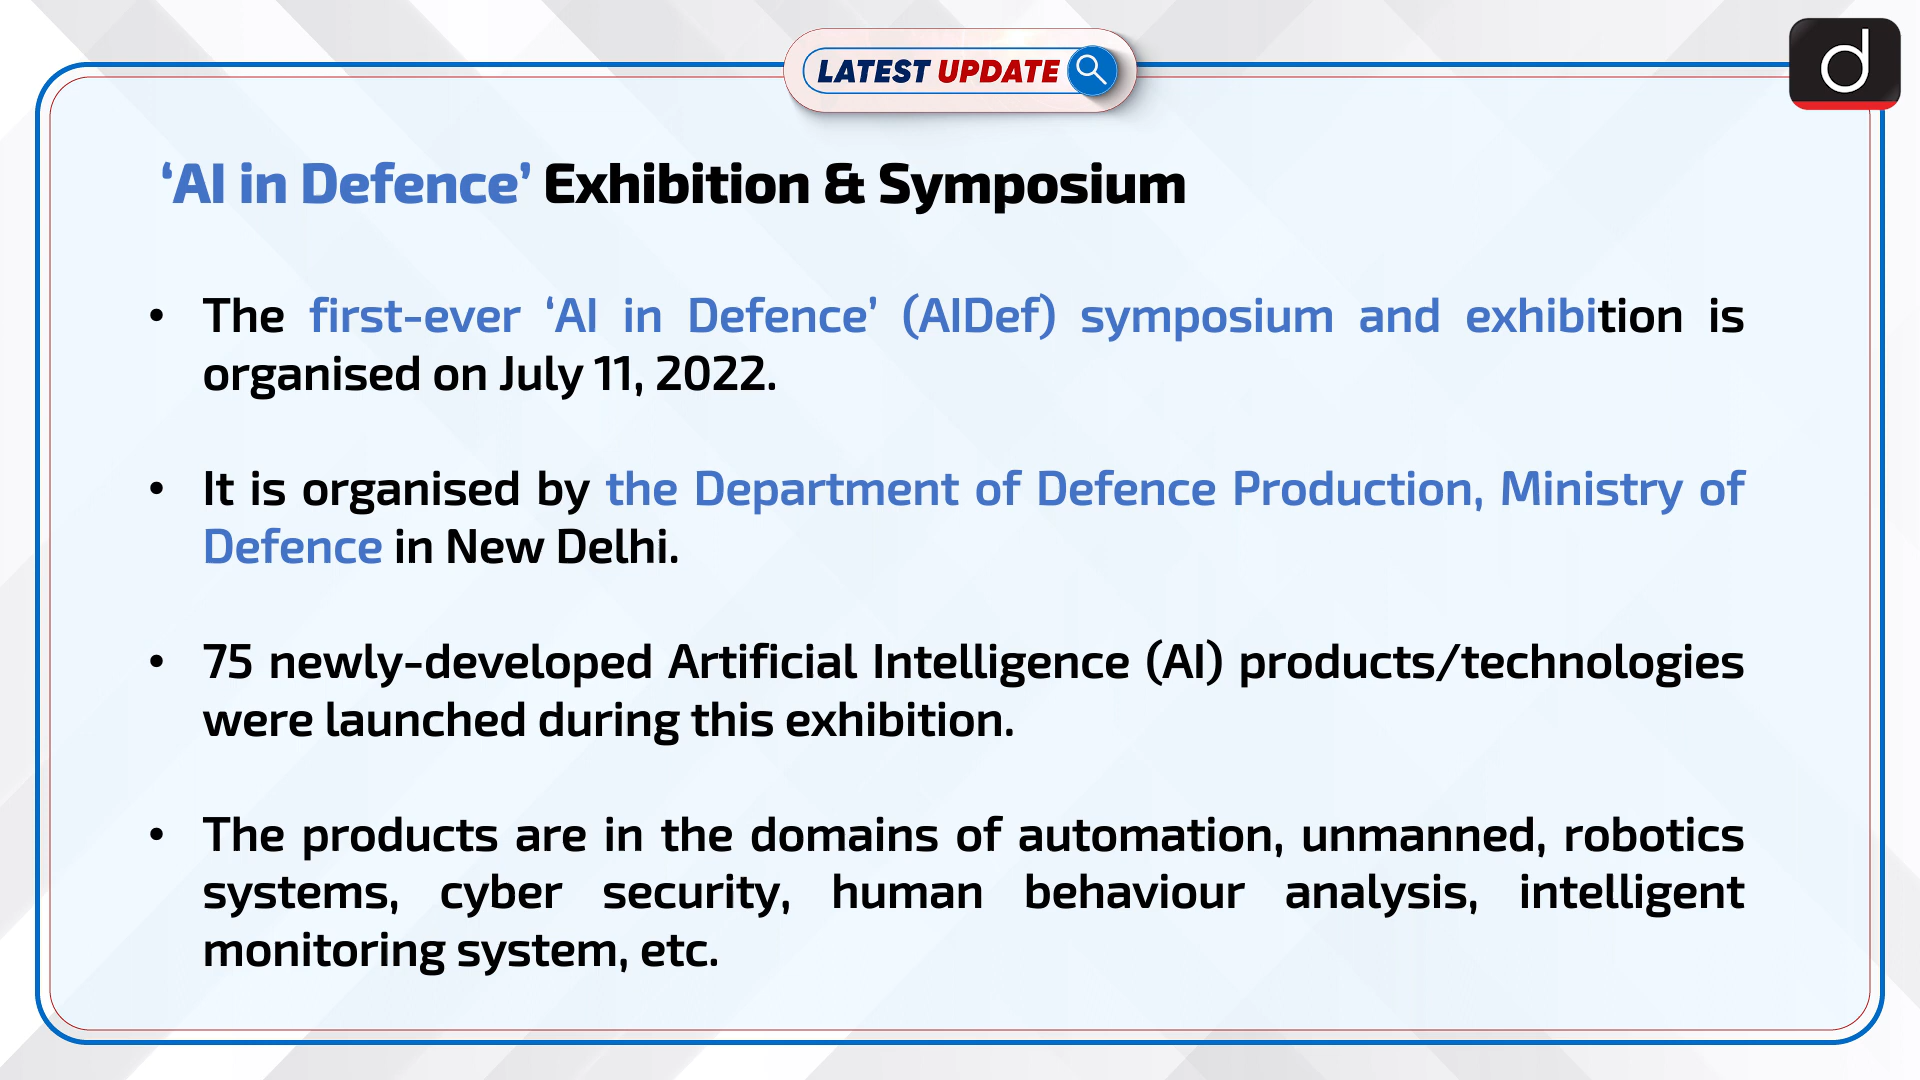 LATEST UPDATE
d
‘AI in Defence’ Exhibition & Symposium
• The first-ever ‘AI in Defence’ (AIDef) symposium and exhibition is
organised on July 11, 2022.
• It is organised by the Department of Defence Production, Ministry of
Defence in New Delhi.
• 75 newly-developed Artificial Intelligence (AI) products/technologies
were launched during this exhibition.
• The products are in the domains of automation, unmanned, robotics
systems, cyber security, human behaviour analysis, intelligent
monitoring system, etc.